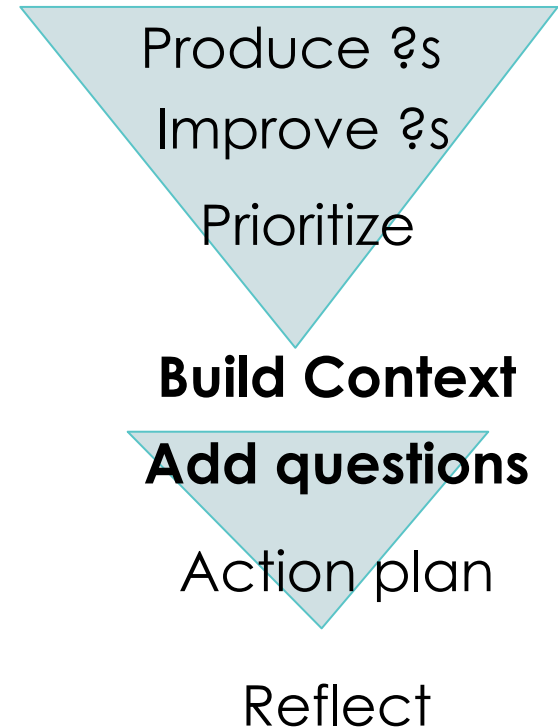 Produce ?s
Improve ?s
Prioritize
Build Context
Add questions
Action plan
Reflect